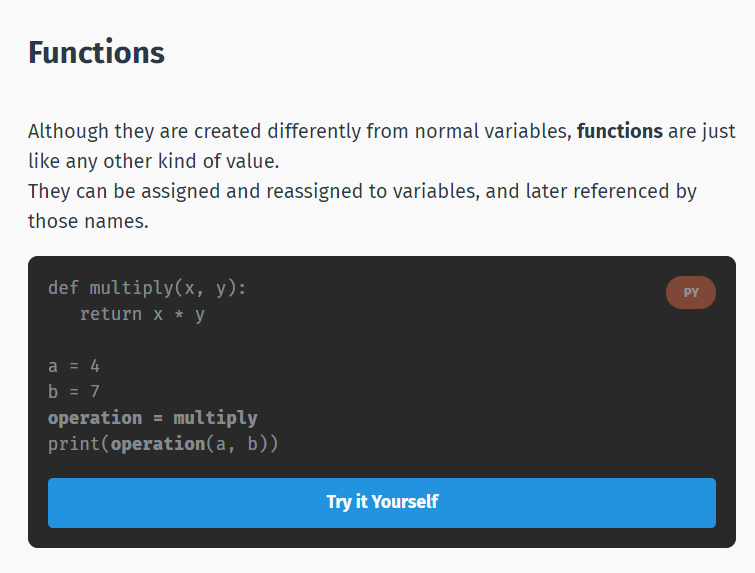 Functions
Although they are created differently from normal variables, functions are just
like any other kind of value.
They can be assigned and reassigned to variables, and later referenced by
those names.
PY
def multiply(x, y):
   return x * y

a = 4
b = 7
operation = multiply
print(operation(a, b))
Try it Yourself